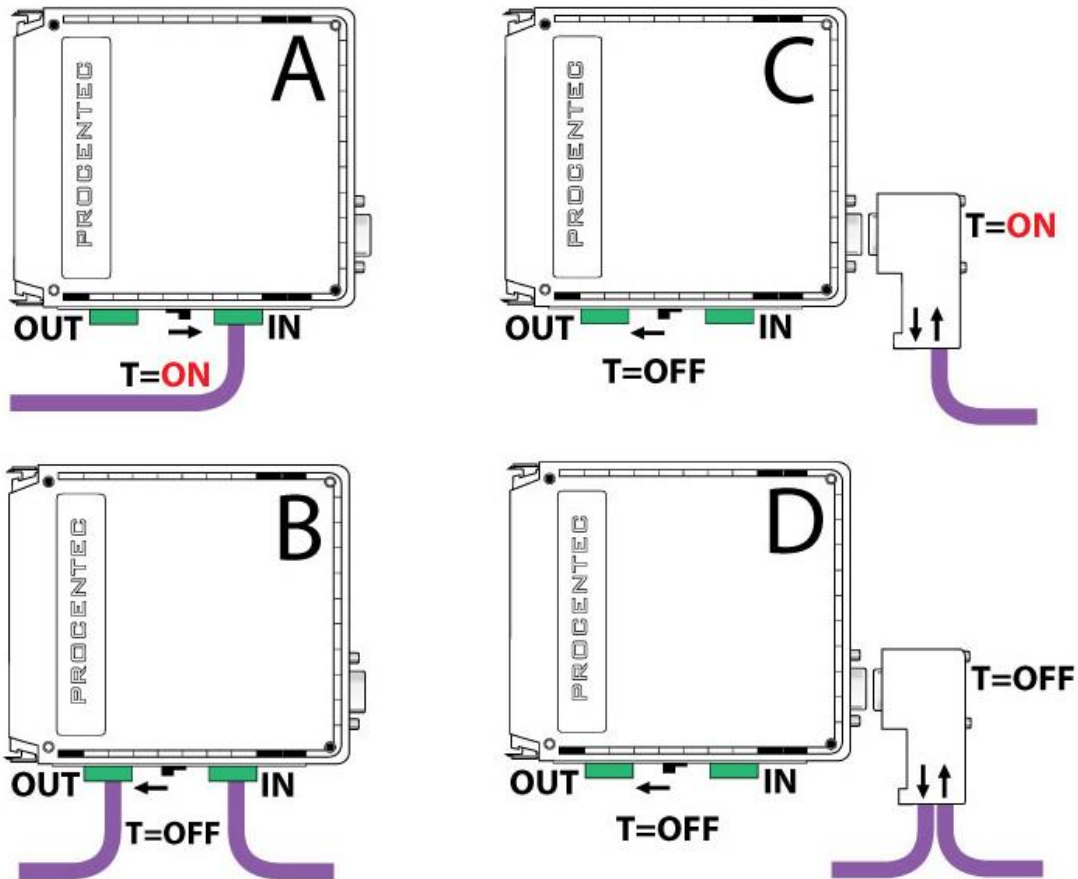 A
PROCENTEC
OUT
IN
T=ON
C
PROCENTEC
T=ON
OUT
IN
T=OFF
B
PROCENTEC
OUT
IN
T=OFF
D
PROCENTEC
T=OFF
OUT
IN
T=OFF